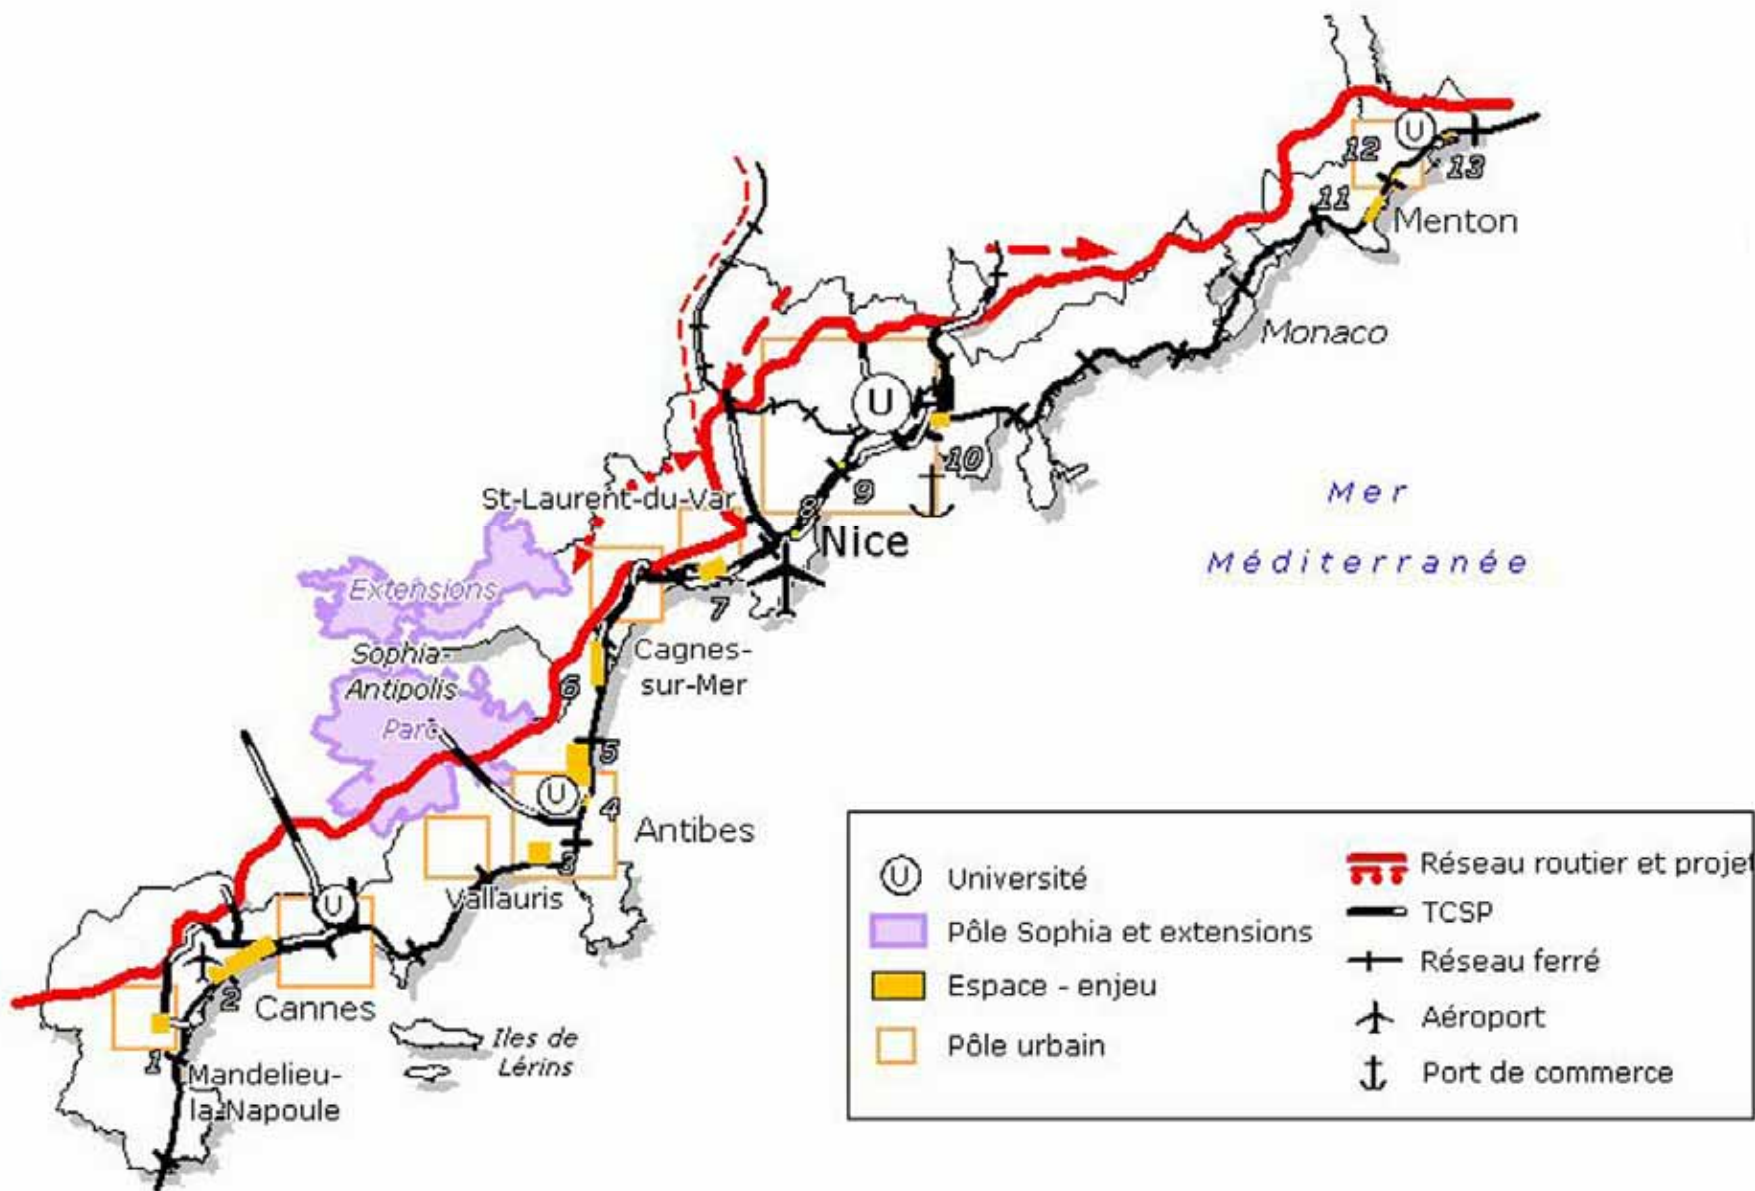 U
12
13
11
Menton
Monaco
U
10
Mer
St-Laurent-du-Var
9
8
Nice
Méditerranée
Extensions
7
Sophia-
Cagnes-
Antipolis
sur-Mer
6
Parc
5
U
4
Antibes
3
Vallauris
U
2
Cannes
Iles de
Lérins
1
Mandelieu-
la-Napoule
U
Université
Pôle Sophia et extensions
Espace - enjeu
Pôle urbain
Réseau routier et projet
TCSP
Réseau ferré
Aéroport
Port de commerce